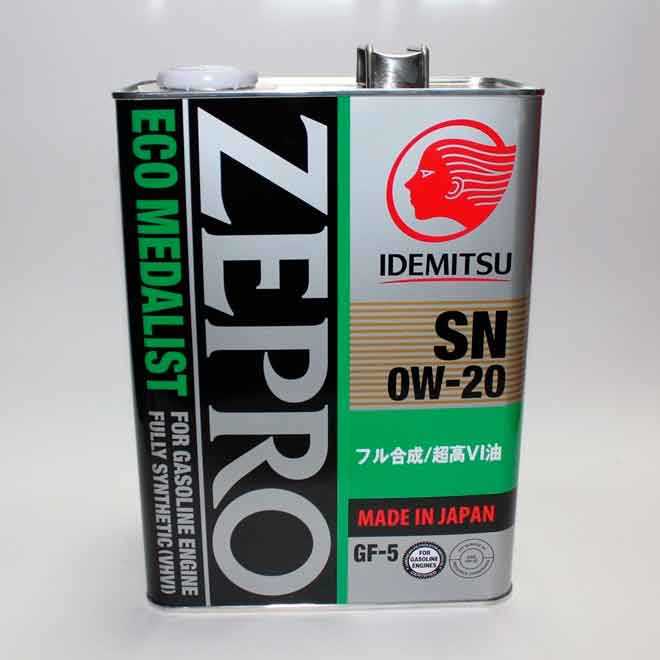 ZEPRO
ECO MEDALIST
FOR GASOLINE ENGINE
FULLY SYNTHETIC (VHVI)
IDEMITSU
SN
0W-20
フル合成/超高VI油
MADE IN JAPAN
GF-5
FOR
GASOLINE
ENGINES